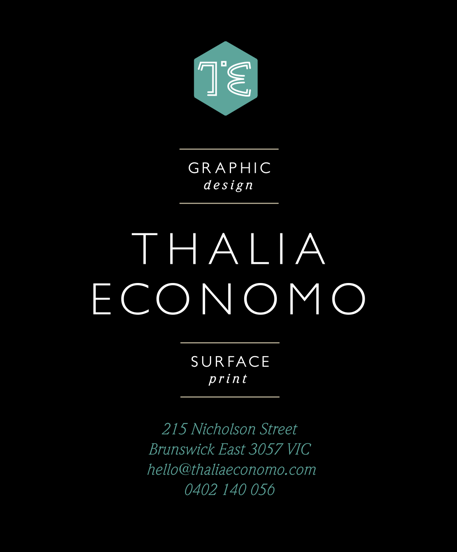 T.E
GRAPHIC
design
THALIA
ECONOMO
SURFACE
print
215 Nicholson Street
Brunswick East 3057 VIC
hello@thaliaeconomo.com
0402 140 056